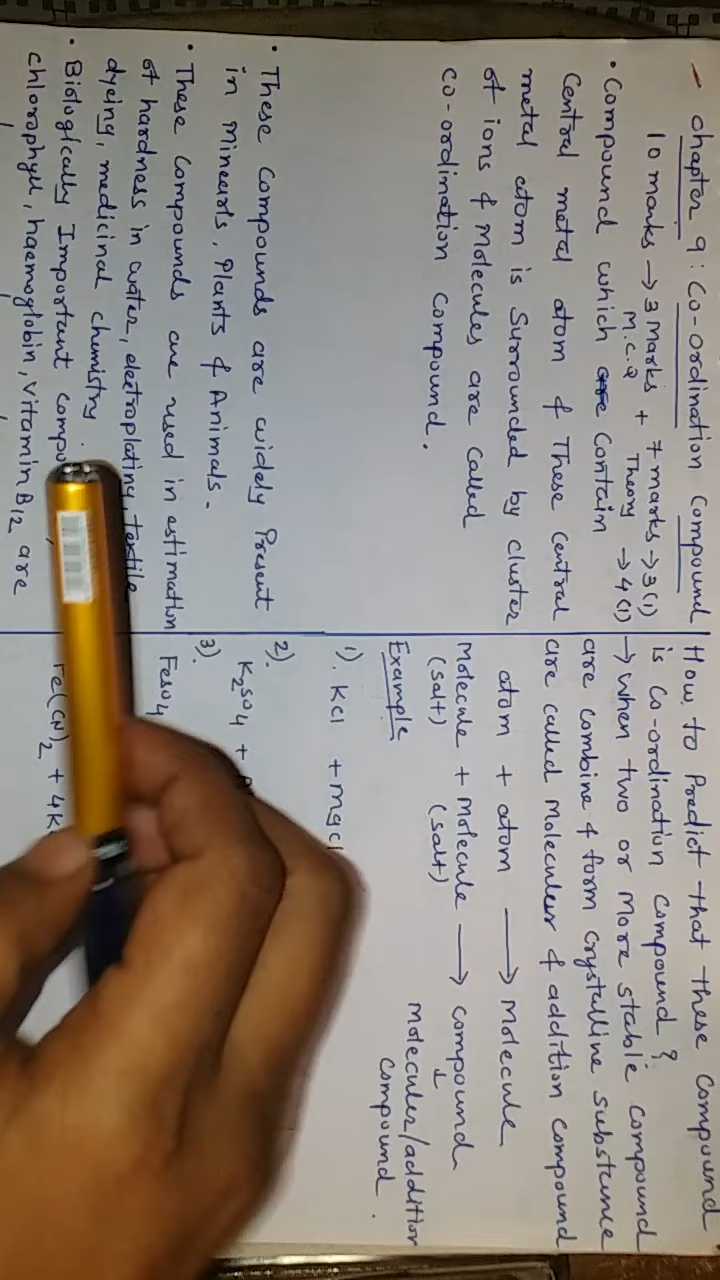 chapter 9: Co-ordination Compound
10 marks → 3 Marks + 7 marks → 3(1)
M.C.Q Theory → 4(1)
• Compound which are Contain
Central metal atom & These Central
metal atom is Surrounded by cluster
of ions & Molecules are Called
Co-ordination Compound.
• These Compounds are widely Present
in Minearls, Plants & Animals.
• These Compounds are used in estimation
of hardness in water, electroplating, textile
dyeing, medicinal chemistry.
• Biologically Important
chlorophyll, haemoglobin, Vitamin B12 are
How to Predict that these Compound
is Co-ordination Compound?
→ When two or More stable Compound
are combine & form Crystalline Substance
are called Moleculer & addition Compound
atom + atom → Molecule
Molecule + Molecule → Compound
(salt) (salt) ↓
Moleculer/addition
Compound.
Example
1). KCl +
2).
K2SO4 +
3).
FeSO4
Fe(CN)2 +